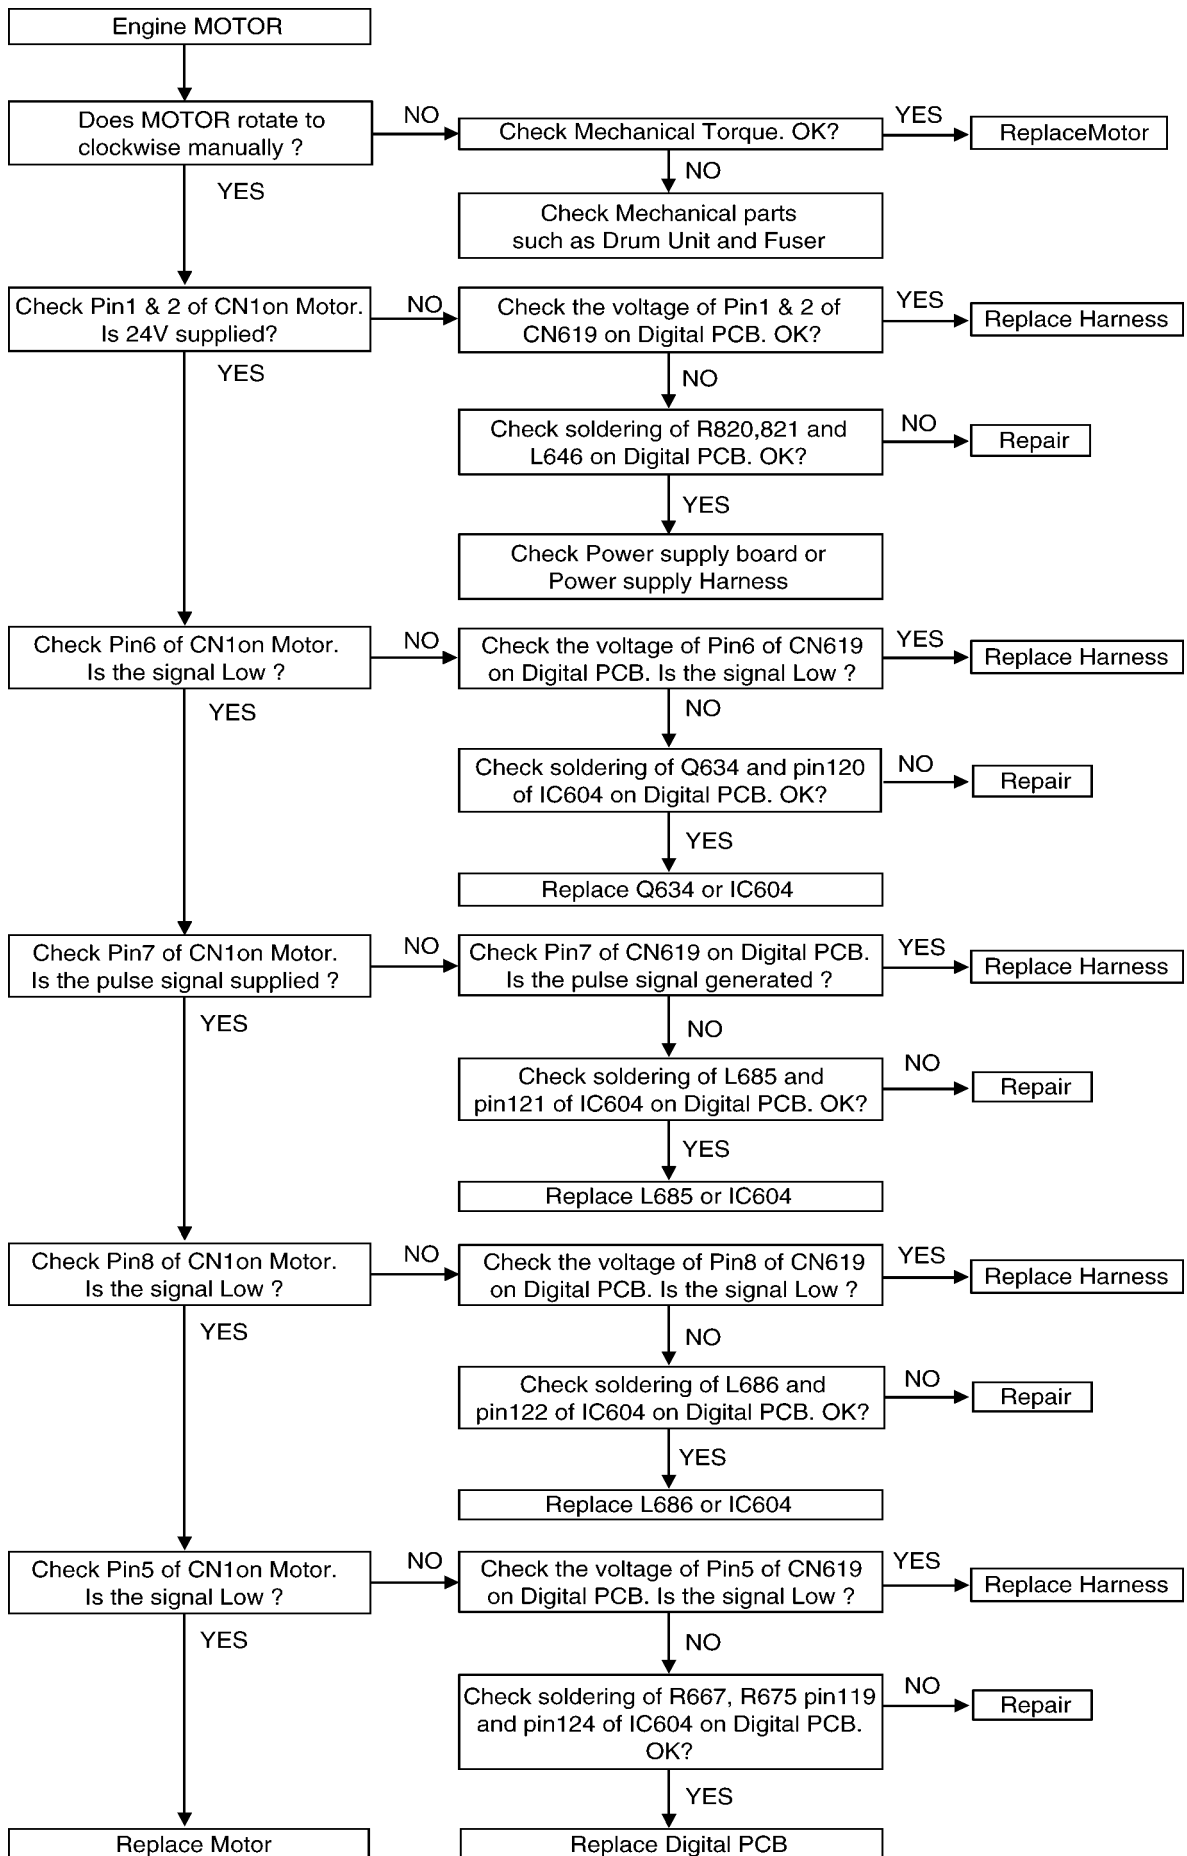 Engine MOTOR
Does MOTOR rotate to
clockwise manually ?
NO
Check Mechanical Torque. OK?
YES
ReplaceMotor
YES
NO
Check Mechanical parts
such as Drum Unit and Fuser
Check Pin1 & 2 of CN1on Motor.
Is 24V supplied?
NO
Check the voltage of Pin1 & 2 of
CN619 on Digital PCB. OK?
YES
Replace Harness
YES
NO
Check soldering of R820,821 and
L646 on Digital PCB. OK?
NO
Repair
YES
Check Power supply board or
Power supply Harness
Check Pin6 of CN1on Motor.
Is the signal Low ?
NO
Check the voltage of Pin6 of CN619
on Digital PCB. Is the signal Low ?
YES
Replace Harness
YES
NO
Check soldering of Q634 and pin120
of IC604 on Digital PCB. OK?
NO
Repair
YES
Replace Q634 or IC604
Check Pin7 of CN1on Motor.
Is the pulse signal supplied ?
NO
Check Pin7 of CN619 on Digital PCB.
Is the pulse signal generated ?
YES
Replace Harness
YES
NO
Check soldering of L685 and
pin121 of IC604 on Digital PCB. OK?
NO
Repair
YES
Replace L685 or IC604
Check Pin8 of CN1on Motor.
Is the signal Low ?
NO
Check the voltage of Pin8 of CN619
on Digital PCB. Is the signal Low ?
YES
Replace Harness
YES
NO
Check soldering of L686 and
pin122 of IC604 on Digital PCB. OK?
NO
Repair
YES
Replace L686 or IC604
Check Pin5 of CN1on Motor.
Is the signal Low ?
NO
Check the voltage of Pin5 of CN619
on Digital PCB. Is the signal Low ?
YES
Replace Harness
YES
NO
Check soldering of R667, R675 pin119
and pin124 of IC604 on Digital PCB.
OK?
NO
Repair
YES
Replace Motor
Replace Digital PCB